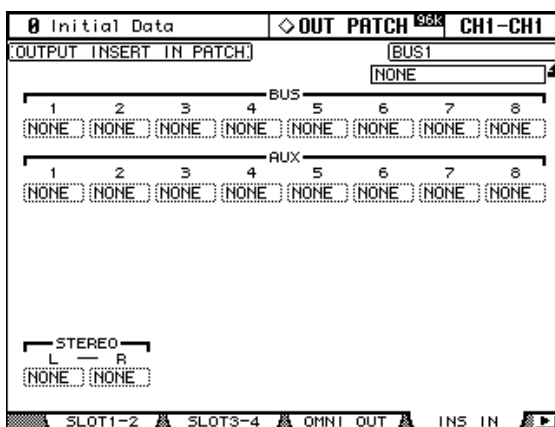 0 Initial Data ◇OUT PATCH 96K CH1-CH1
OUTPUT INSERT IN PATCH BUS1
NONE
BUS
1 2 3 4 5 6 7 8
NONE NONE NONE NONE NONE NONE NONE NONE
AUX
1 2 3 4 5 6 7 8
NONE NONE NONE NONE NONE NONE NONE NONE
STEREO
L — R
NONE NONE
SLOT1-2 SLOT3-4 OMNI OUT INS IN